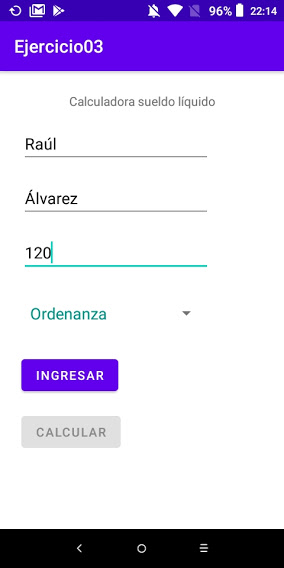 96% 22:14
Ejercicio03
Calculadora sueldo líquido
Raúl
Álvarez
120
Ordenanza
INGRESAR
CALCULAR